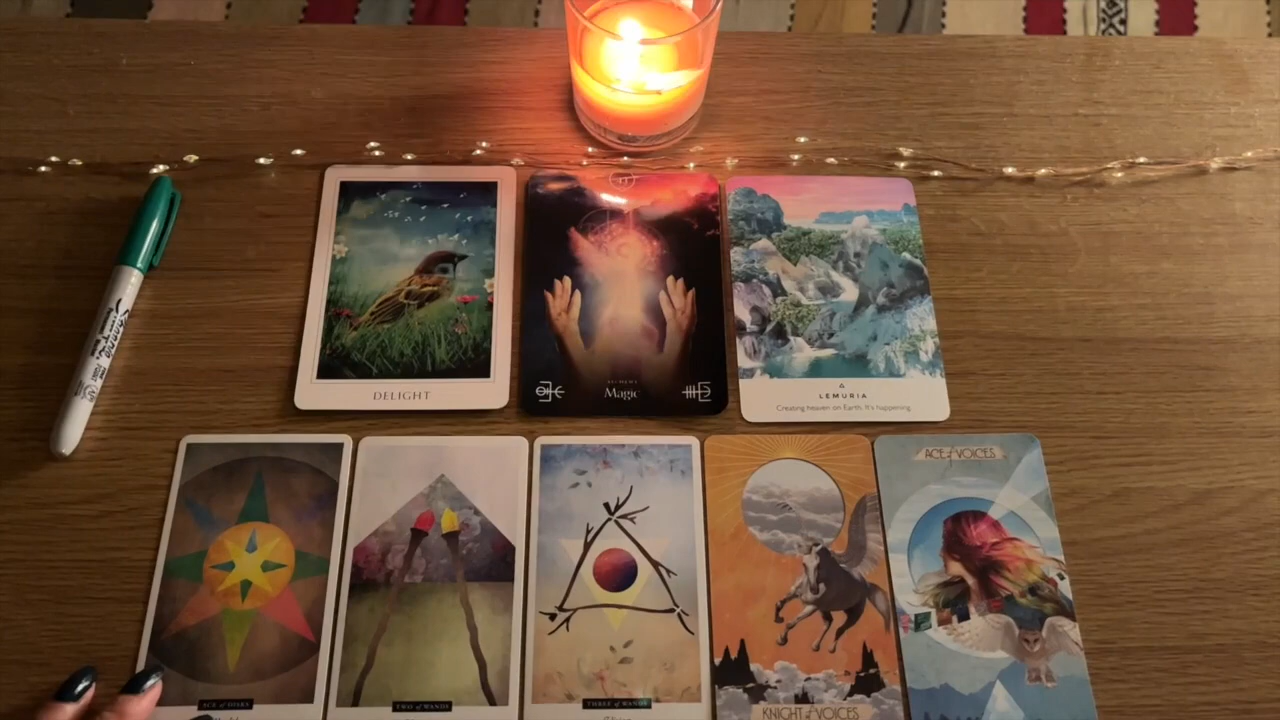 DELIGHT
ALCHEMY
Magic
LEMURIA
Creating heaven on Earth. It's happening.
ACE of VOICES
ACE of DISKS
TWO of WANDS
THREE of WANDS
KNIGHT of VOICES